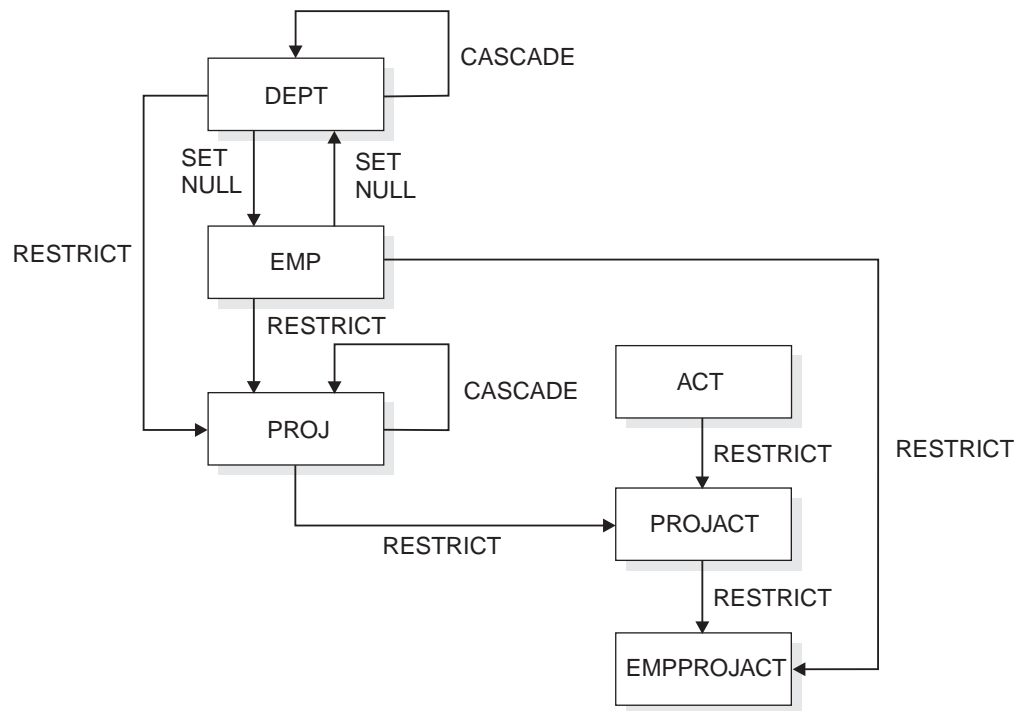 CASCADE
DEPT
SET
NULL
SET
NULL
RESTRICT
EMP
RESTRICT
CASCADE
ACT
PROJ
RESTRICT
RESTRICT
PROJACT
RESTRICT
RESTRICT
EMPPROJACT